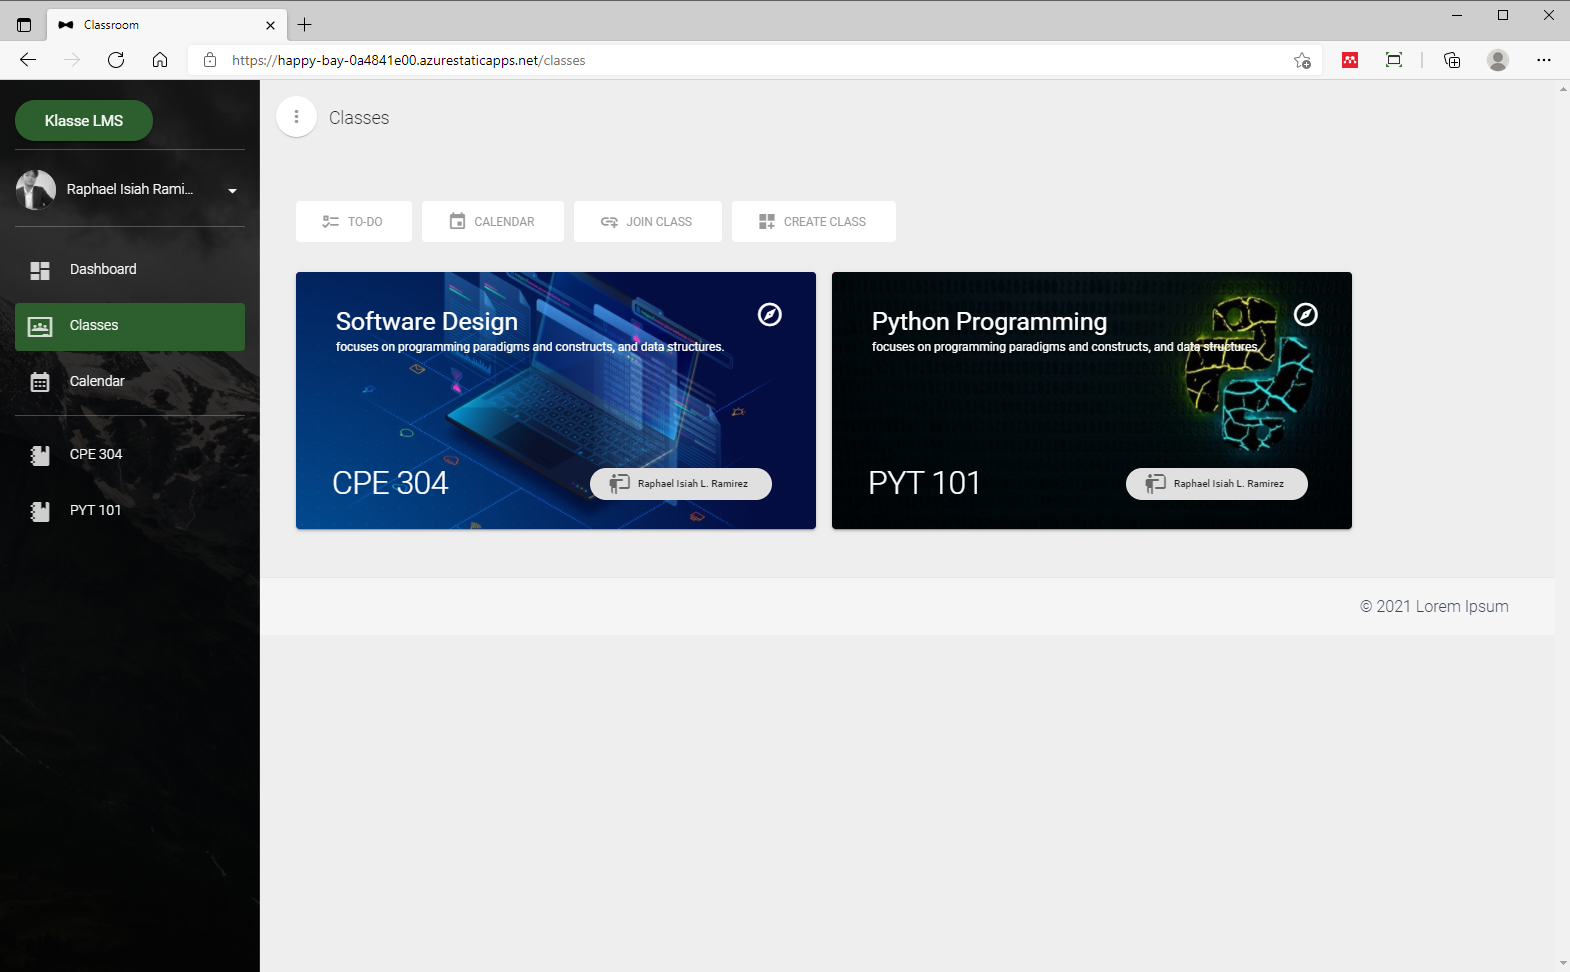 Classroom
https://happy-bay-0a4841e00.azurestaticapps.net/classes
Klasse LMS
Raphael Isiah Rami...
Dashboard
Classes
Calendar
CPE 304
PYT 101
Classes
TO-DO
CALENDAR
JOIN CLASS
CREATE CLASS
Software Design
focuses on programming paradigms and constructs, and data structures.
CPE 304
Raphael Isiah L. Ramirez
Python Programming
focuses on programming paradigms and constructs, and data structures.
PYT 101
Raphael Isiah L. Ramirez
© 2021 Lorem Ipsum